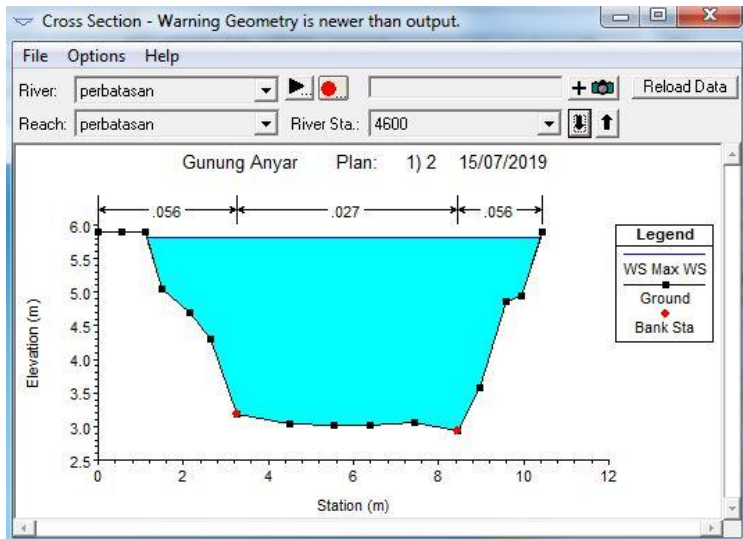 Cross Section - Warning Geometry is newer than output.
File Options Help
River: perbatasan
Reload Data
Reach: perbatasan
River Sta.: 4600
Gunung Anyar Plan: 1) 2 15/07/2019
.056
.027
.056
6.0
5.5
5.0
4.5
4.0
3.5
3.0
2.5
Elevation (m)
0 2 4 6 8 10 12
Station (m)
Legend
WS Max WS
Ground
Bank Sta